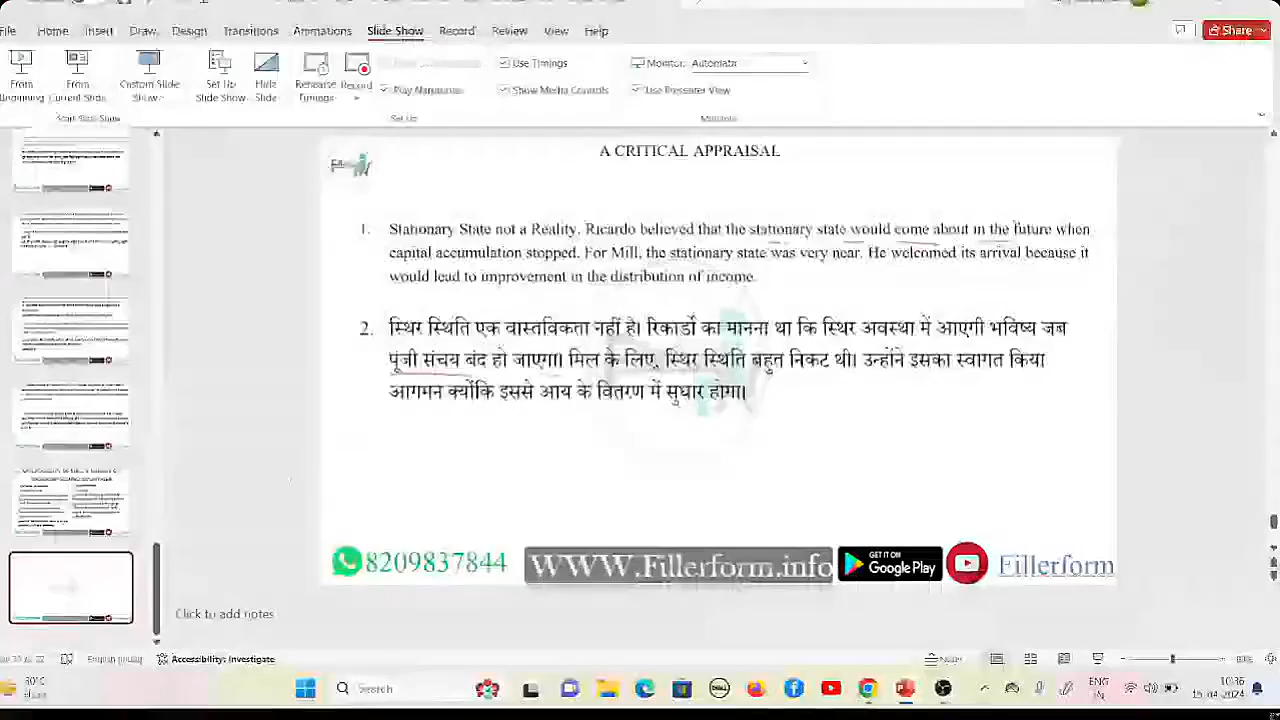 File Home Insert Draw Design Transitions Animations Slide Show Record Review View Help
Share
From Beginning
From Current Slide
Custom Slide Show
Set Up Slide Show
Hide Slide
Rehearse Timings
Record
Play Narrations
Use Timings
Show Media Controls
Monitor: Automatic
Use Presenter View
Start Slide Show
Set Up
Monitors
A CRITICAL APPRAISAL
1. Stationary State not a Reality. Ricardo believed that the stationary state would come about in the future when
capital accumulation stopped. For Mill, the stationary state was very near. He welcomed its arrival because it
would lead to improvement in the distribution of income.
2. स्थिर स्थिति एक वास्तविकता नहीं है। रिकार्डो का मानना था कि स्थिर अवस्था में आएगी भविष्य जब
पूंजी संचय बंद हो जाएगा। मिल के लिए, स्थिर स्थिति बहुत निकट थी। उन्होंने इसका स्वागत किया
आगमन क्योंकि इससे आय के वितरण में सुधार होगा।
8209837844 WWW.Fillerform.info GET IT ON Google Play Fillerform
Click to add notes
Accessibility: Investigate
30°C
Search
ENG
IN
10:36
15-04-2024